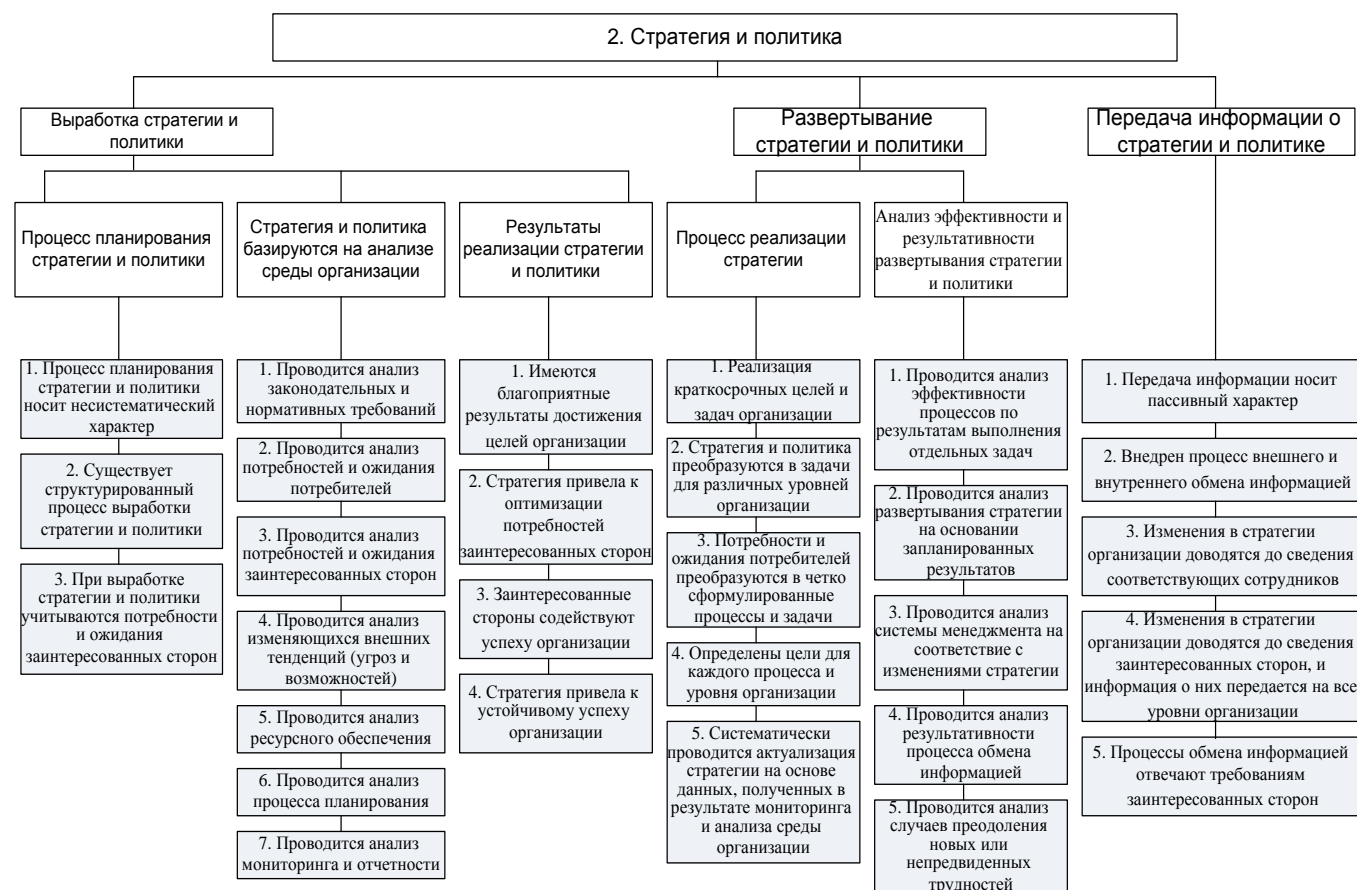 2. Стратегия и политика
Выработка стратегии и
политики
Развертывание
стратегии и политики
Передача информации о
стратегии и политике
Процесс планирования
стратегии и политики
Стратегия и политика
базируются на анализе
среды организации
Результаты
реализации стратегии
и политики
Процесс реализации
стратегии
Анализ эффективности и
результативности
развертывания стратегии
и политики
1. Процесс планирования
стратегии и политики
носит несистематический
характер
2. Существует
структурированный
процесс выработки
стратегии и политики
3. При выработке
стратегии и политики
учитываются потребности
и ожидания
заинтересованных сторон
1. Проводится анализ
законодательных и
нормативных требований
2. Проводится анализ
потребностей и ожидания
потребителей
3. Проводится анализ
потребностей и ожидания
заинтересованных сторон
4. Проводится анализ
изменяющихся внешних
тенденций (угроз и
возможностей)
5. Проводится анализ
ресурсного обеспечения
6. Проводится анализ
процесса планирования
7. Проводится анализ
мониторинга и отчетности
1. Имеются
благоприятные
результаты достижения
целей организации
2. Стратегия привела к
оптимизации
потребностей
заинтересованных сторон
3. Заинтересованные
стороны содействуют
успеху организации
4. Стратегия привела к
устойчивому успеху
организации
1. Реализация
краткосрочных целей и
задач организации
2. Стратегия и политика
преобразуются в задачи
для различных уровней
организации
3. Потребности и
ожидания потребителей
преобразуются в четко
сформулированные
процессы и задачи
4. Определены цели для
каждого процесса и
уровня организации
5. Систематически
проводится актуализация
стратегии на основе
данных, полученных в
результате мониторинга
и анализа среды
организации
1. Проводится анализ
эффективности
процессов по
результатам выполнения
отдельных задач
2. Проводится анализ
развертывания стратегии
на основании
запланированных
результатов
3. Проводится анализ
системы менеджмента на
соответствие с
изменениями стратегии
4. Проводится анализ
результативности
процесса обмена
информацией
5. Проводится анализ
случаев преодоления
новых или
непредвиденных
трудностей
1. Передача информации носит
пассивный характер
2. Внедрен процесс внешнего и
внутреннего обмена информацией
3. Изменения в стратегии
организации доводятся до сведения
соответствующих сотрудников
4. Изменения в стратегии
организации доводятся до сведения
заинтересованных сторон, и
информация о них передается на все
уровни организации
5. Процессы обмена информацией
отвечают требованиям
заинтересованных сторон